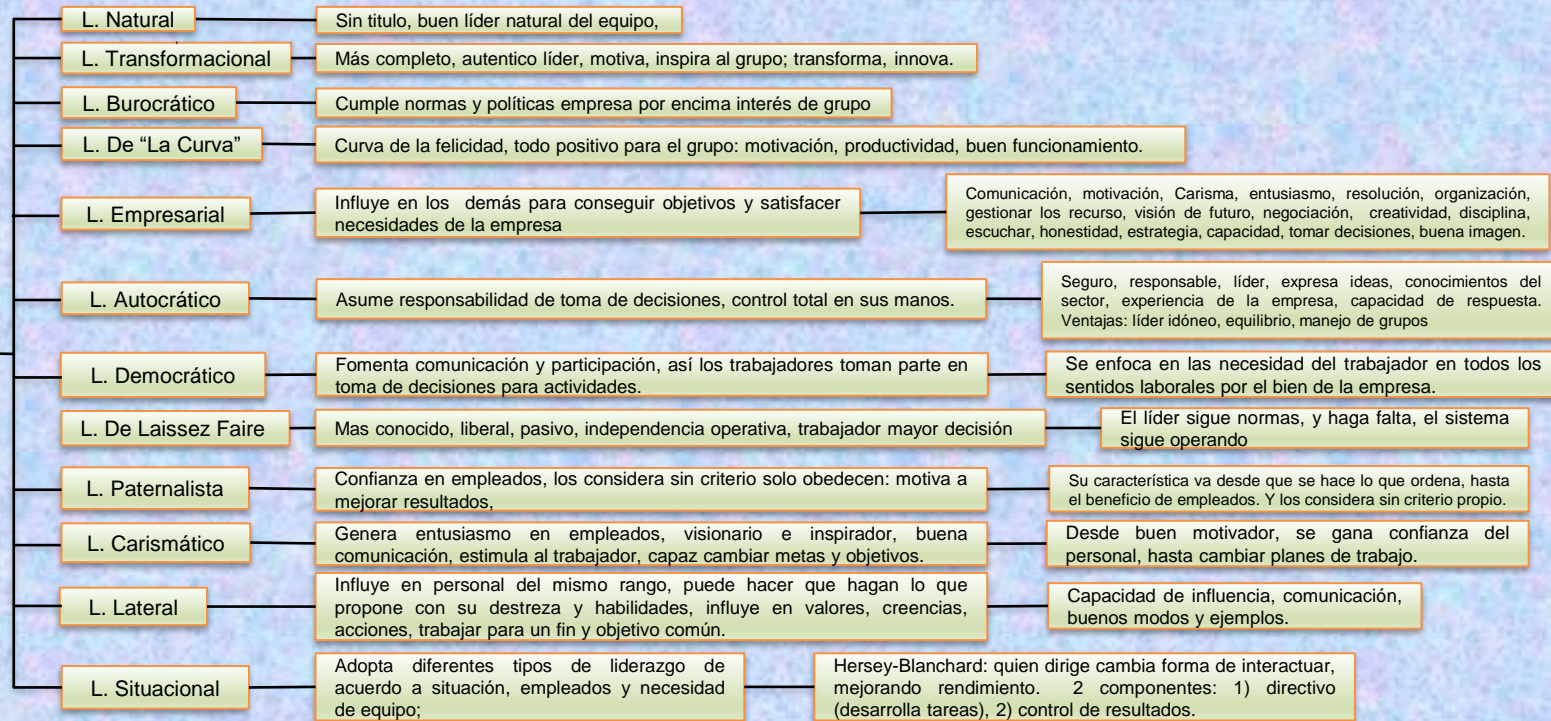 L. Natural
Sin titulo, buen líder natural del equipo,
L. Transformacional
Más completo, autentico líder, motiva, inspira al grupo; transforma, innova.
L. Burocrático
Cumple normas y políticas empresa por encima interés de grupo
L. De “La Curva”
Curva de la felicidad, todo positivo para el grupo: motivación, productividad, buen funcionamiento.
L. Empresarial
Influye en los demás para conseguir objetivos y satisfacer
necesidades de la empresa
Comunicación, motivación, Carisma, entusiasmo, resolución, organización,
gestionar los recurso, visión de futuro, negociación, creatividad, disciplina,
escuchar, honestidad, estrategia, capacidad, tomar decisiones, buena imagen.
L. Autocrático
Asume responsabilidad de toma de decisiones, control total en sus manos.
Seguro, responsable, líder, expresa ideas, conocimientos del
sector, experiencia de la empresa, capacidad de respuesta.
Ventajas: líder idóneo, equilibrio, manejo de grupos
L. Democrático
Fomenta comunicación y participación, así los trabajadores toman parte en
toma de decisiones para actividades.
Se enfoca en las necesidad del trabajador en todos los
sentidos laborales por el bien de la empresa.
L. De Laissez Faire
Mas conocido, liberal, pasivo, independencia operativa, trabajador mayor decisión
El líder sigue normas, y haga falta, el sistema
sigue operando
L. Paternalista
Confianza en empleados, los considera sin criterio solo obedecen: motiva a
mejorar resultados,
Su característica va desde que se hace lo que ordena, hasta
el beneficio de empleados. Y los considera sin criterio propio.
L. Carismático
Genera entusiasmo en empleados, visionario e inspirador, buena
comunicación, estimula al trabajador, capaz cambiar metas y objetivos.
Desde buen motivador, se gana confianza del
personal, hasta cambiar planes de trabajo.
L. Lateral
Influye en personal del mismo rango, puede hacer que hagan lo que
propone con su destreza y habilidades, influye en valores, creencias,
acciones, trabajar para un fin y objetivo común.
Capacidad de influencia, comunicación,
buenos modos y ejemplos.
L. Situacional
Adopta diferentes tipos de liderazgo de
acuerdo a situación, empleados y necesidad
de equipo;
Hersey-Blanchard: quien dirige cambia forma de interactuar,
mejorando rendimiento. 2 componentes: 1) directivo
(desarrolla tareas), 2) control de resultados.